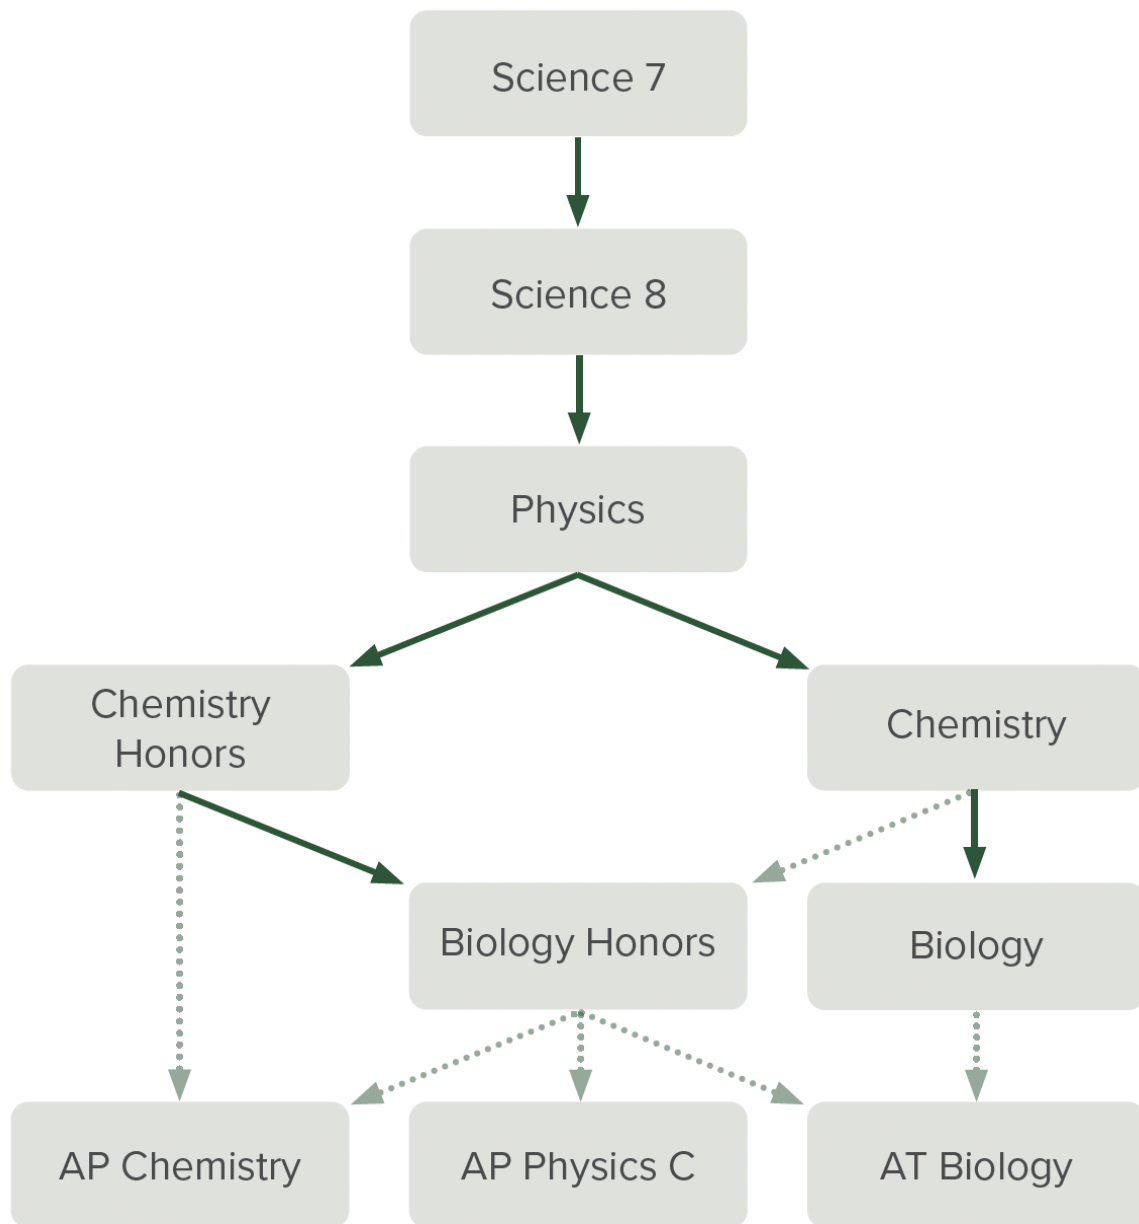 Science 7
Science 8
Physics
Chemistry
Honors
Chemistry
Biology Honors
Biology
AP Chemistry
AP Physics C
AT Biology